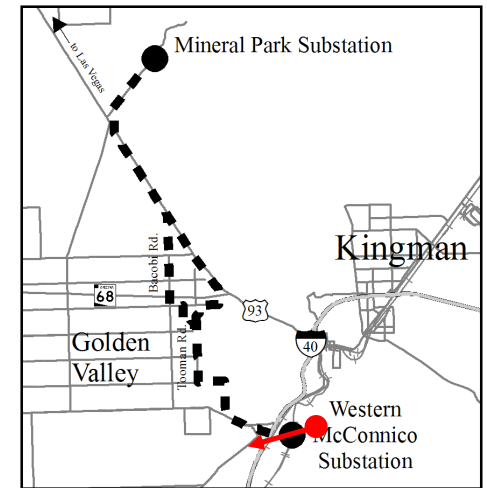 Mineral Park Substation
to Las Vegas
Bacobi Rd.
Kingman
ARIZONA
68
93
40
Golden
Valley
Tooman Rd.
Western
McConnico
Substation